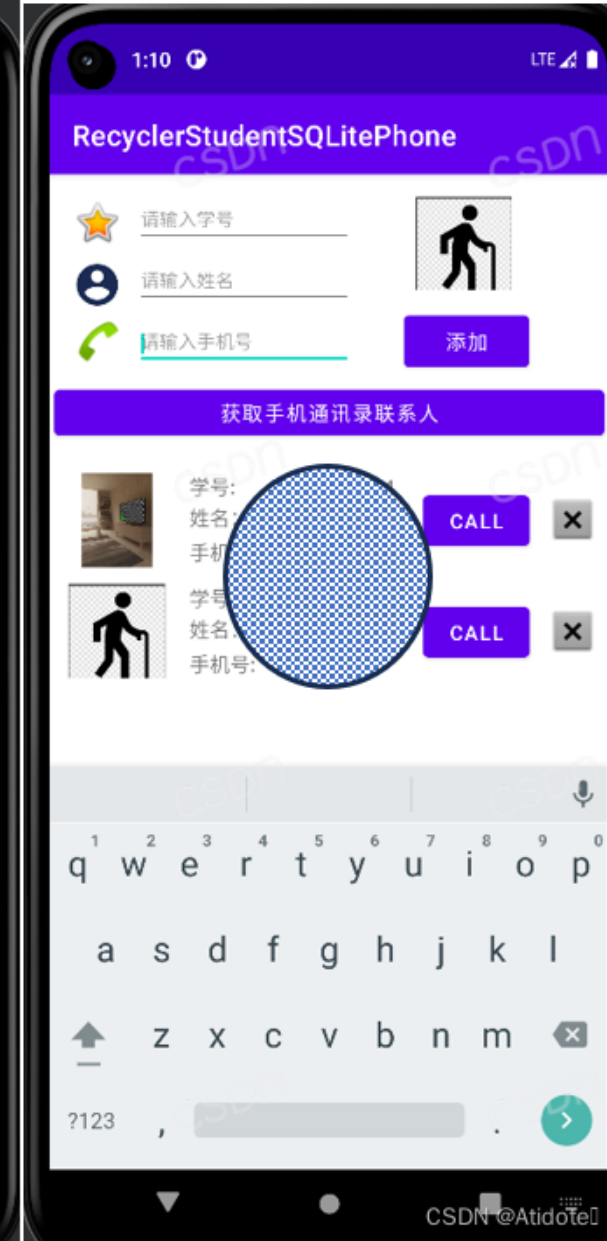 1:10 LTE
RecyclerStudentSQLitePhone
请输入学号
请输入姓名
请输入手机号
添加
获取手机通讯录联系人
学号:
姓名:
手机
CALL
学号
姓名:
手机号:
CALL
1 2 3 4 5 6 7 8 9 0
q w e r t y u i o p
a s d f g h j k l
z x c v b n m
?123 , .
CSDN @Atidote